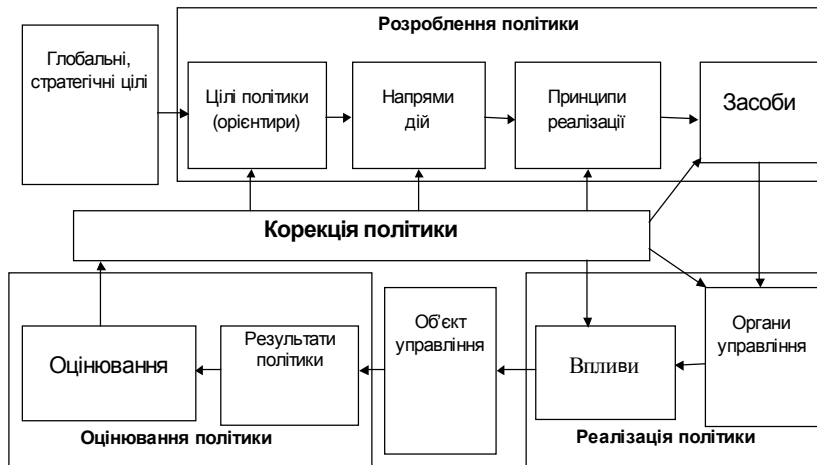 Розроблення політики
Глобальні,
стратегічні цілі
Цілі політики
(орієнтири)
Напрями
дій
Принципи
реалізації
Засоби
Корекція політики
Оцінювання
Результати
політики
Об'єкт
управління
Впливи
Органи
управління
Оцінювання політики
Реалізація політики